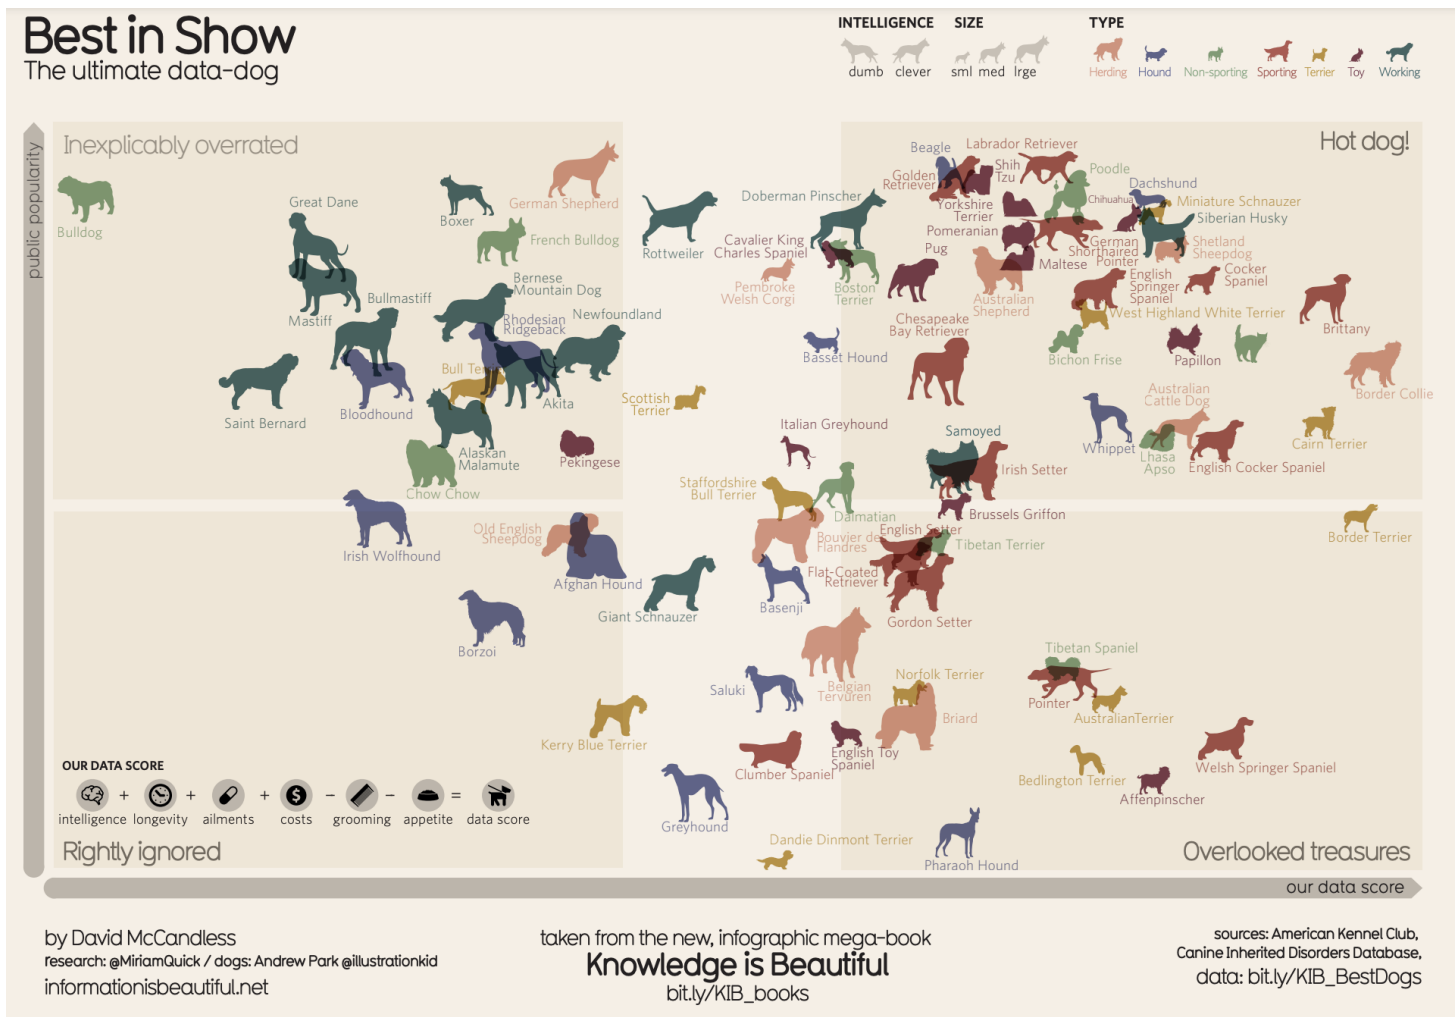 Best in Show
The ultimate data-dog
INTELLIGENCE
dumb
clever
SIZE
sml
med
lrge
TYPE
Herding
Hound
Non-sporting
Sporting
Terrier
Toy
Working
public popularity
Inexplicably overrated
Hot dog!
Bulldog
Great Dane
Boxer
German Shepherd
French Bulldog
Mastiff
Bullmastiff
Bernese
Mountain Dog
Rhodesian
Ridgeback
Newfoundland
Saint Bernard
Bloodhound
Bull Te
Akita
Alaskan
Malamute
Chow Chow
Pekingese
Rottweiler
Doberman Pinscher
Cavalier King
Charles Spaniel
Pembroke
Welsh Corgi
Boston
Terrier
Basset Hound
Scottish
Terrier
Italian Greyhound
Staffordshire
Bull Terrier
Dalmatian
Beagle
Labrador Retriever
Golden
Retriever
Shih
Tzu
Poodle
Yorkshire
Terrier
Chihuahua
Dachshund
Miniature Schnauzer
Siberian Husky
Pomeranian
Pug
Maltese
German
Shorthaired
Pointer
Shetland
Sheepdog
Australian
Shepherd
English
Springer
Spaniel
Cocker
Spaniel
Brittany
Chesapeake
Bay Retriever
West Highland White Terrier
Bichon Frise
Papillon
Border Collie
Whippet
Australian
Cattle Dog
Lhasa
Apso
English Cocker Spaniel
Cairn Terrier
Samoyed
Irish Setter
Brussels Griffon
Irish Wolfhound
Old English
Sheepdog
Afghan Hound
Borzoi
Giant Schnauzer
Kerry Blue Terrier
Bouvier de
Flandres
Basenji
English Setter
Tibetan Terrier
Flat-Coated
Retriever
Gordon Setter
Border Terrier
Saluki
Belgian
Tervuren
Norfolk Terrier
Briard
Tibetan Spaniel
Pointer
AustralianTerrier
Clumber Spaniel
English Toy
Spaniel
Bedlington Terrier
Affenpinscher
Welsh Springer Spaniel
Greyhound
Dandie Dinmont Terrier
Pharaoh Hound
OUR DATA SCORE
intelligence + longevity + ailments + costs – grooming – appetite = data score
$
Rightly ignored
Overlooked treasures
our data score
by David McCandless
research: @MiriamQuick / dogs: Andrew Park @illustrationkid
informationisbeautiful.net
taken from the new, infographic mega-book
Knowledge is Beautiful
bit.ly/KIB_books
sources: American Kennel Club,
Canine Inherited Disorders Database,
data: bit.ly/KIB_BestDogs